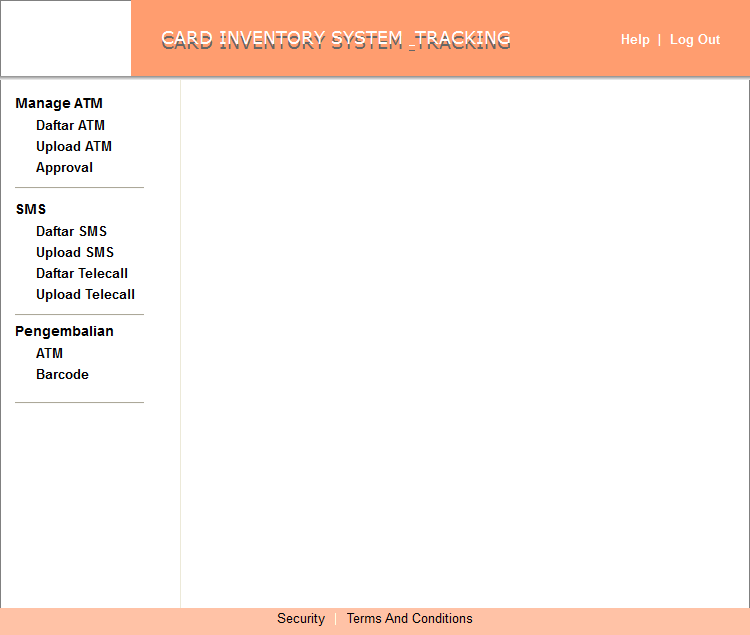 CARD INVENTORY SYSTEM _TRACKING
Help | Log Out
Manage ATM
Daftar ATM
Upload ATM
Approval
SMS
Daftar SMS
Upload SMS
Daftar Telecall
Upload Telecall
Pengembalian
ATM
Barcode
Security | Terms And Conditions